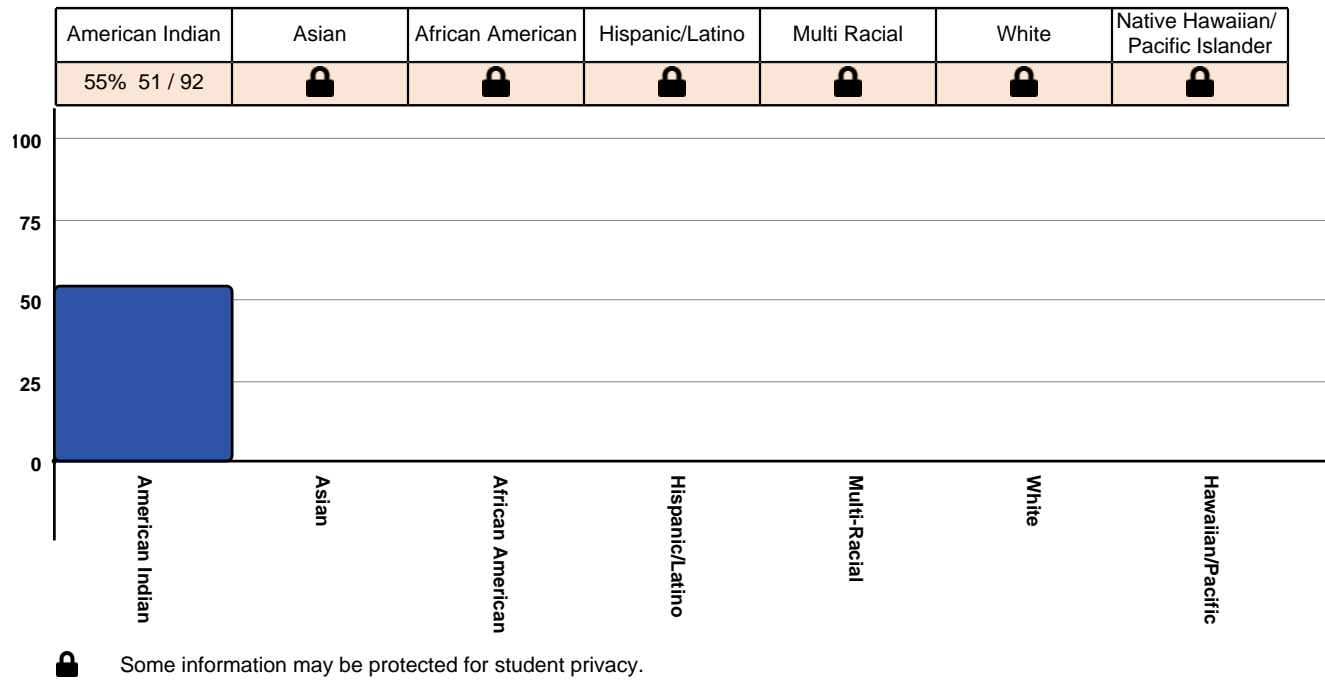 American Indian Asian African American Hispanic/Latino Multi Racial White Native Hawaiian/
Pacific Islander
55% 51 / 92
100
75
50
25
0
American Indian
Asian
African American
Hispanic/Latino
Multi-Racial
White
Hawaiian/Pacific
Some information may be protected for student privacy.